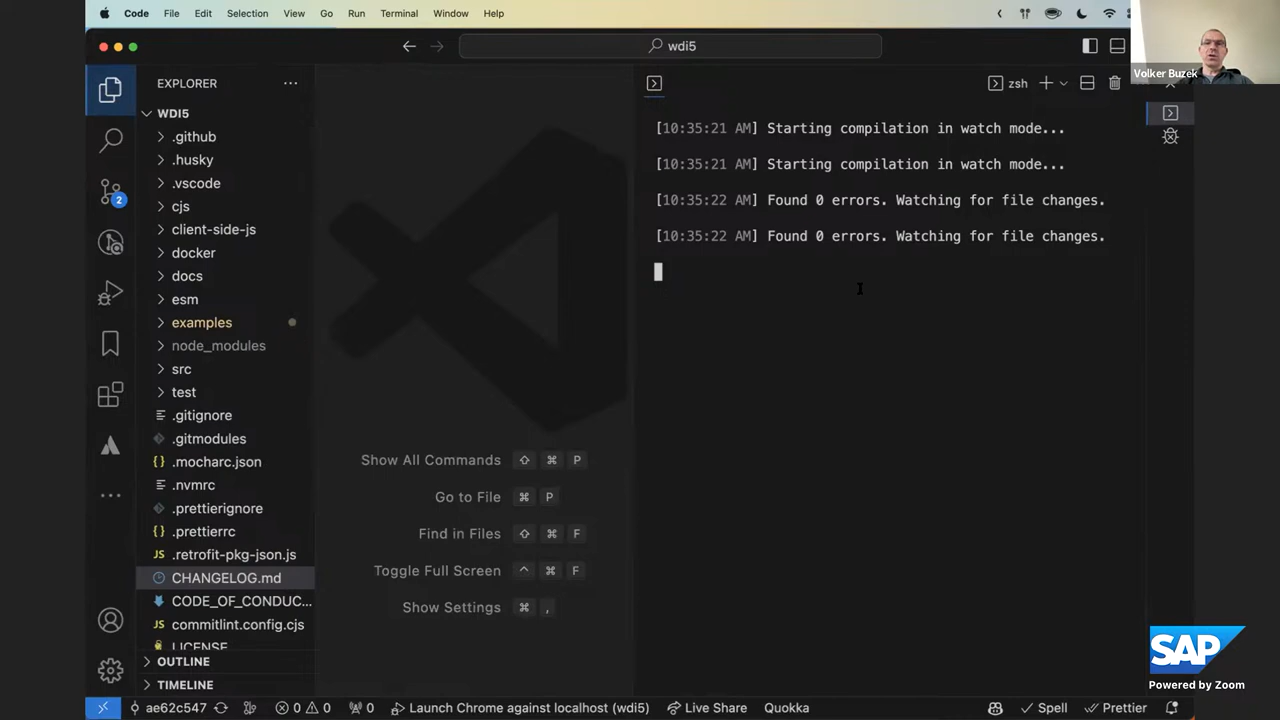 Code File Edit Selection View Go Run Terminal Window Help
Volker Buzek
wdi5
EXPLORER
WDI5
.github
.husky
.vscode
cjs
client-side-js
docker
docs
esm
examples
node_modules
src
test
.gitignore
.gitmodules
.mocharc.json
.nvmrc
.prettierignore
.prettierrc
JS .retrofit-pkg-json.js
CHANGELOG.md
CODE_OF_CONDUC...
JS commitlint.config.cjs
LICENSE
OUTLINE
TIMELINE
2
Show All Commands ⇧ ⌘ P
Go to File ⌘ P
Find in Files ⇧ ⌘ F
Toggle Full Screen ^ ⌘ F
Show Settings ⌘ ,
zsh
[10:35:21 AM] Starting compilation in watch mode...
[10:35:21 AM] Starting compilation in watch mode...
[10:35:22 AM] Found 0 errors. Watching for file changes.
[10:35:22 AM] Found 0 errors. Watching for file changes.
SAP
Powered by Zoom
ae62c547 0 0 0 Launch Chrome against localhost (wdi5) Live Share Quokka Spell Prettier